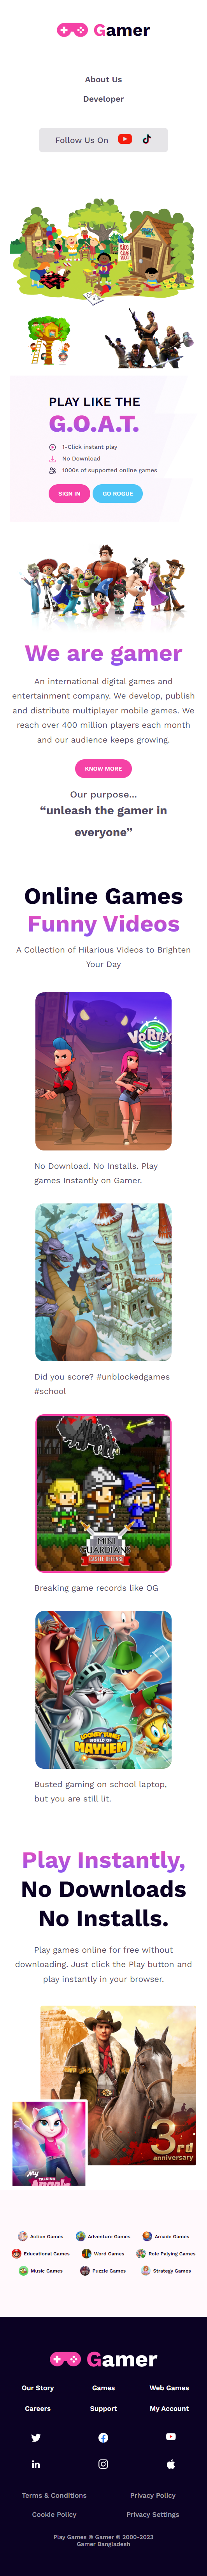 Gamer
About Us
Developer
Follow Us On
PLAY LIKE THE
G.O.A.T.
1-Click instant play
No Download
1000s of supported online games
SIGN IN
GO ROGUE
We are gamer
An international digital games and
entertainment company. We develop, publish
and distribute multiplayer mobile games. We
reach over 400 million players each month
and our audience keeps growing.
KNOW MORE
Our purpose...
“unleash the gamer in
everyone”
Online Games
Funny Videos
A Collection of Hilarious Videos to Brighten
Your Day
VORTEX
No Download. No Installs. Play
games Instantly on Gamer.
Did you score? #unblockedgames
#school
MINI
GUARDIANS
CASTLE DEFENSE
Breaking game records like OG
LOONEY TUNES
WORLD OF
MAYHEM
Busted gaming on school laptop,
but you are still lit.
Play Instantly,
No Downloads
No Installs.
Play games online for free without
downloading. Just click the Play button and
play instantly in your browser.
3rd
anniversary
My
TALKING
Angela
Action Games
Adventure Games
Arcade Games
Educational Games
Word Games
Role Palying Games
Music Games
Puzzle Games
Strategy Games
Gamer
Our Story
Games
Web Games
Careers
Support
My Account
Terms & Conditions
Privacy Policy
Cookie Policy
Privacy Settings
Play Games © Gamer © 2000-2023
Gamer Bangladesh